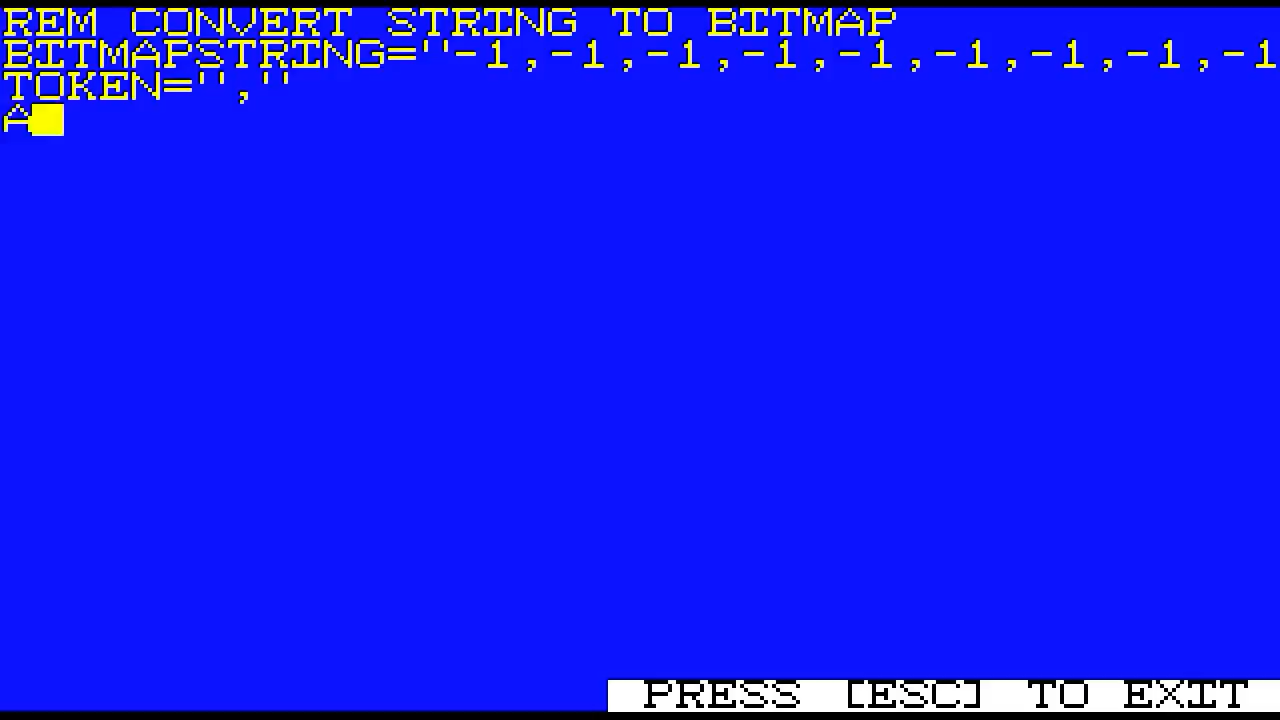 REM CONVERT STRING TO BITMAP
BITMAPSTRING="-1,-1,-1,-1,-1,-1,-1,-1,-1
TOKEN=","
A
PRESS [ESC] TO EXIT